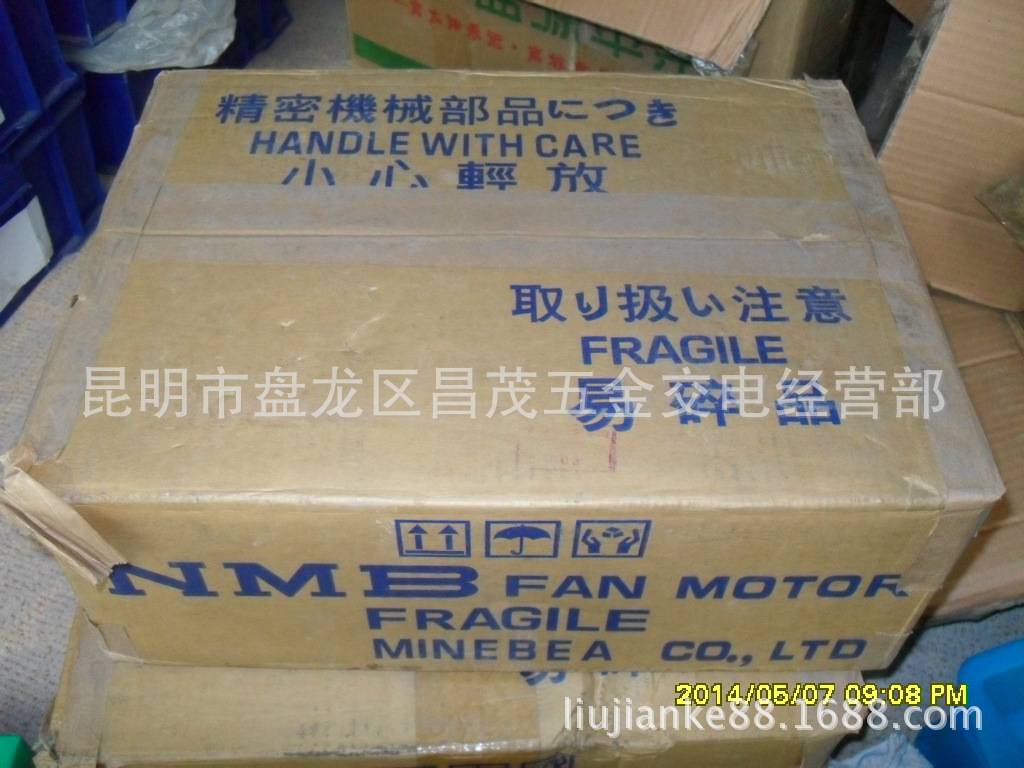 精密機械部品につき
HANDLE WITH CARE
小心輕放
取り扱い注意
FRAGILE
昆明市盘龙区昌茂五金交电经营部
易碎品
NMB FAN MOTOR
FRAGILE
MINEBEA CO., LTD
2014/05/07 09:08 PM
liujianke88.1688.com